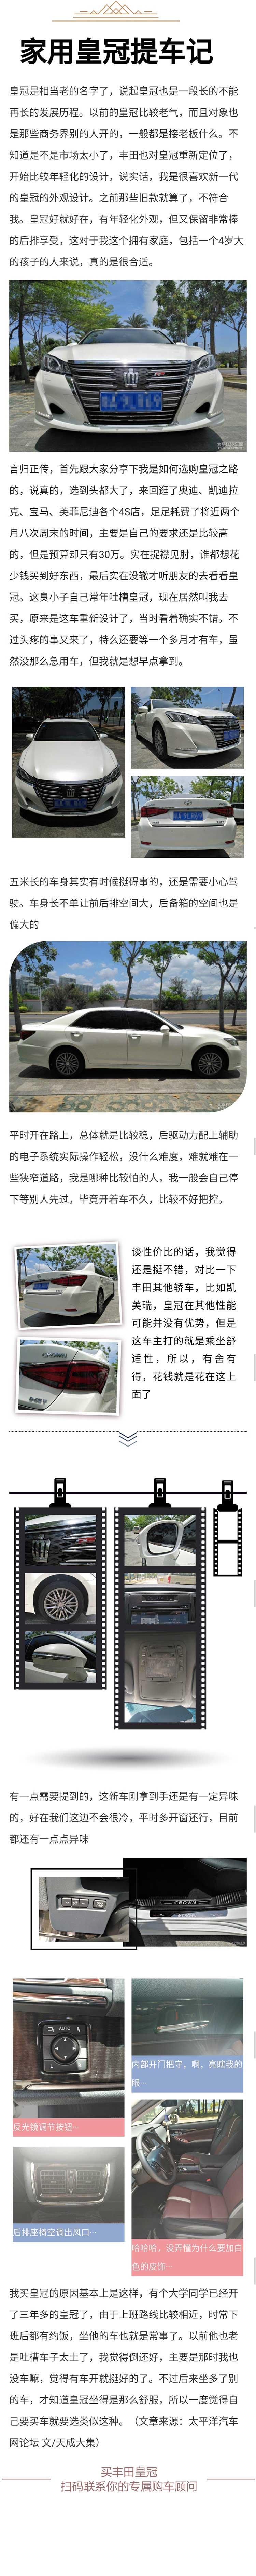 家用皇冠提车记
皇冠是相当老的名字了，说起皇冠也是一段长的不能
再长的发展历程。以前的皇冠比较老气，而且对象也
是那些商务界别的人开的，一般都是接老板什么。不
知道是不是市场太小了，丰田也对皇冠重新定位了，
开始比较年轻化的设计，说实话，我是很喜欢新一代
的皇冠的外观设计。之前那些旧款就算了，不符合
我。皇冠好就好在，有年轻化外观，但又保留非常棒
的后排享受，这对于我这个拥有家庭，包括一个4岁大
的孩子的人来说，真的是很合适。
言归正传，首先跟大家分享下我是如何选购皇冠之路
的，说真的，选到头都大了，来回逛了奥迪、凯迪拉
克、宝马、英菲尼迪各个4S店，足足耗费了将近两个
月八次周末的时间，主要是自己的要求还是比较高
的，但是预算却只有30万。实在捉襟见肘，谁都想花
少钱买到好东西，最后实在没辙才听朋友的去看看皇
冠。这臭小子自己常年吐槽皇冠，现在居然叫我去
买，原来是这车重新设计了，当时看着确实不错。不
过头疼的事又来了，特么还要等一个多月才有车，虽
然没那么急用车，但我就是想早点拿到。
五米长的车身其实有时候挺碍事的，还是需要小心驾
驶。车身长不单让前后排空间大，后备箱的空间也是
偏大的
平时开在路上，总体就是比较稳，后驱动力配上辅助
的电子系统实际操作轻松，没什么难度，难就难在一
些狭窄道路，我是哪种比较怕的人，我一般会自己停
下等别人先过，毕竟开着车不久，比较不好把控。
谈性价比的话，我觉得
还是挺不错，对比一下
丰田其他轿车，比如凯
美瑞，皇冠在其他性能
可能并没有优势，但是
这车主打的就是乘坐舒
适性，所以，有舍有
得，花钱就是花在这上
面了
有一点需要提到的，这新车刚拿到手还是有一定异味
的，好在我们这边不会很冷，平时多开窗还行，目前
都还有一点点异味
CROWN
AUTO
反光镜调节按钮···
内部开门把守，啊，亮瞎我的
眼···
后排座椅空调出风口···
哈哈哈，没弄懂为什么要加白
色的皮饰···
我买皇冠的原因基本上是这样，有个大学同学已经开
了三年多的皇冠了，由于上班路线比较相近，时常下
班后都有约饭，坐他的车也就是常事了。以前他也老
是吐槽车子太土了，我觉得倒还好，主要是那时我也
没车嘛，觉得有车开就挺好的了。不过后来坐多了别
的车，才知道皇冠坐得是那么舒服，所以一度觉得自
己要买车就要选类似这种。（文章来源：太平洋汽车
网论坛 文/天成大集）
买丰田皇冠
扫码联系你的专属购车顾问